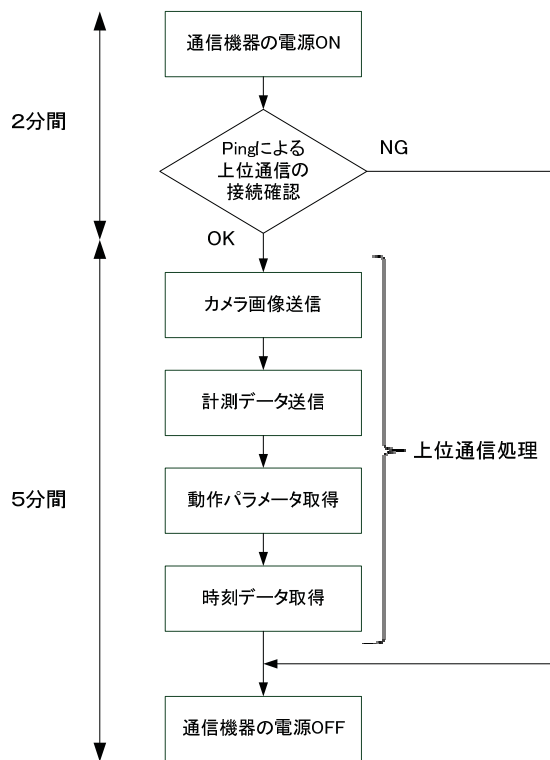 通信機器の電源ON
2分間
Pingによる
上位通信の
接続確認
NG
OK
カメラ画像送信
計測データ送信
上位通信処理
5分間
動作パラメータ取得
時刻データ取得
通信機器の電源OFF